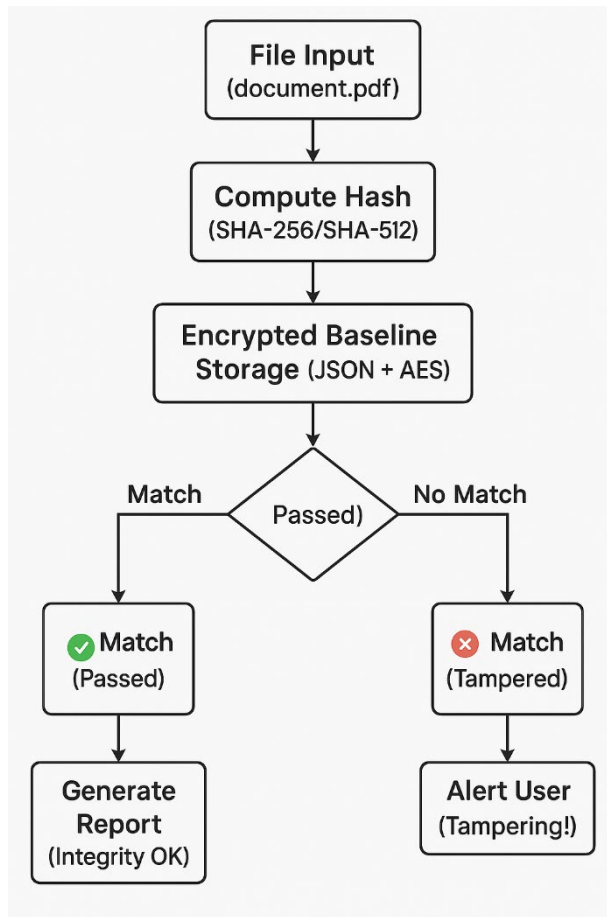 File Input
(document.pdf)
Compute Hash
(SHA-256/SHA-512)
Encrypted Baseline
Storage (JSON + AES)
Match
No Match
Passed)
Match
(Passed)
Match
(Tampered)
Generate
Report
(Integrity OK)
Alert User
(Tampering!)